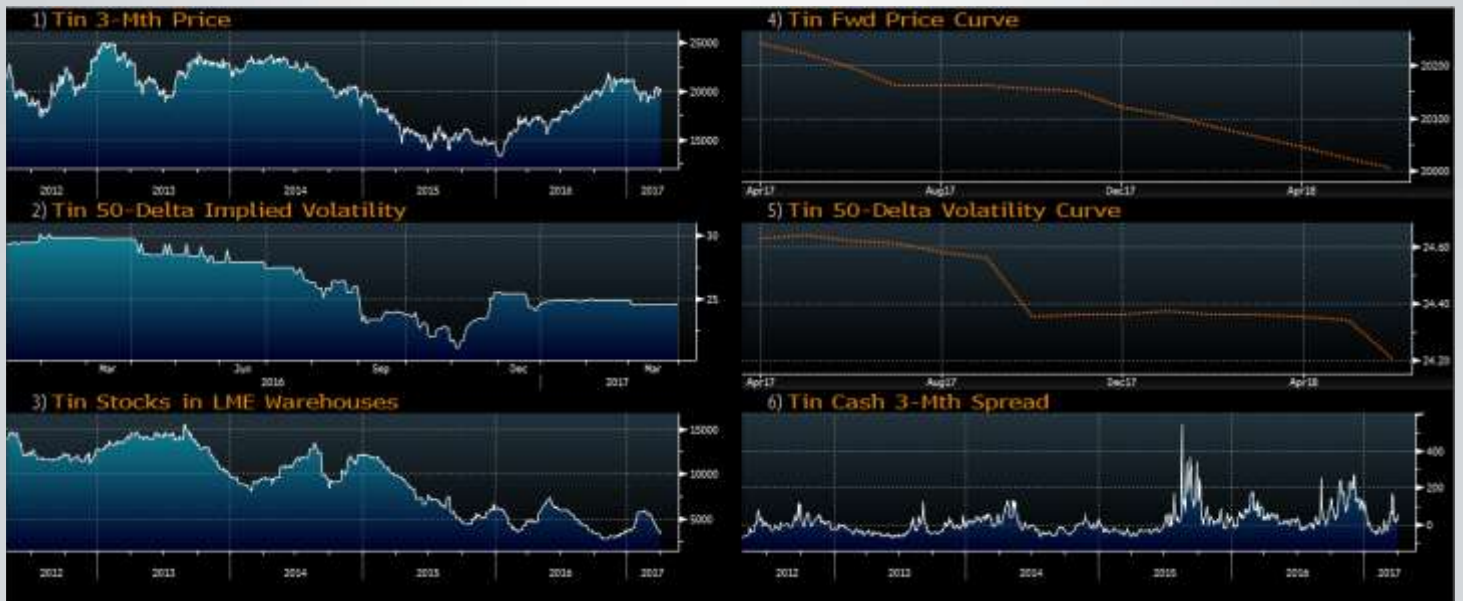 1) Tin 3-Mth Price
25000
20000
15000
2012 2013 2014 2015 2016 2017
2) Tin 50-Delta Implied Volatility
30
25
Mar Jun Sep Dec Mar
2016 2017
3) Tin Stocks in LME Warehouses
15000
10000
5000
2012 2013 2014 2015 2016 2017
4) Tin Fwd Price Curve
20200
20100
20000
Apr17 Aug17 Dec17 Apr18
5) Tin 50-Delta Volatility Curve
24.60
24.40
24.20
Apr17 Aug17 Dec17 Apr18
6) Tin Cash 3-Mth Spread
400
200
0
2012 2013 2014 2015 2016 2017